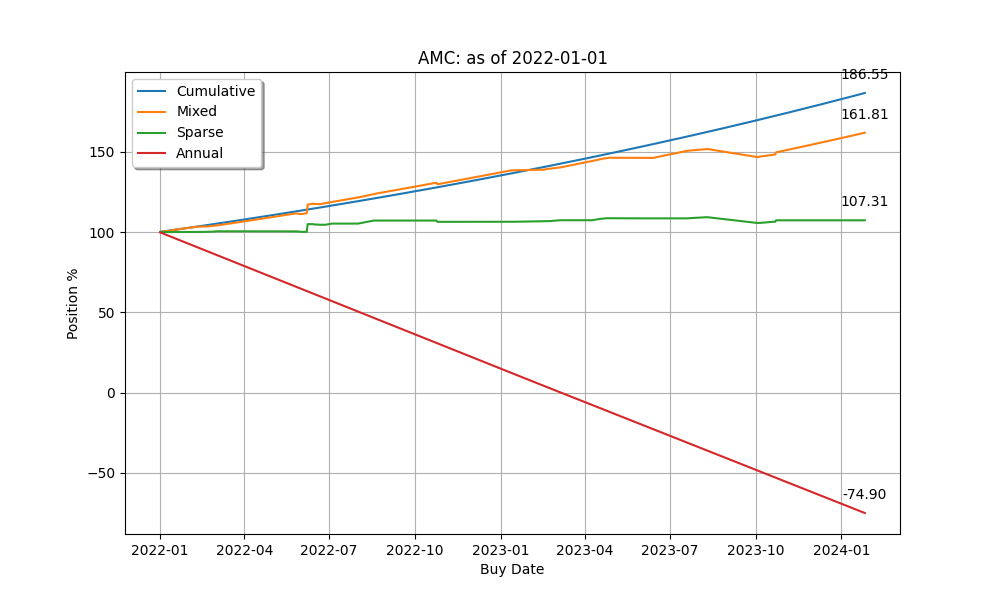 AMC: as of 2022-01-01
186.55
Cumulative
Mixed
Sparse
Annual
161.81
107.31
-74.90
150
100
50
0
−50
Position %
2022-01 2022-04 2022-07 2022-10 2023-01 2023-04 2023-07 2023-10 2024-01
Buy Date